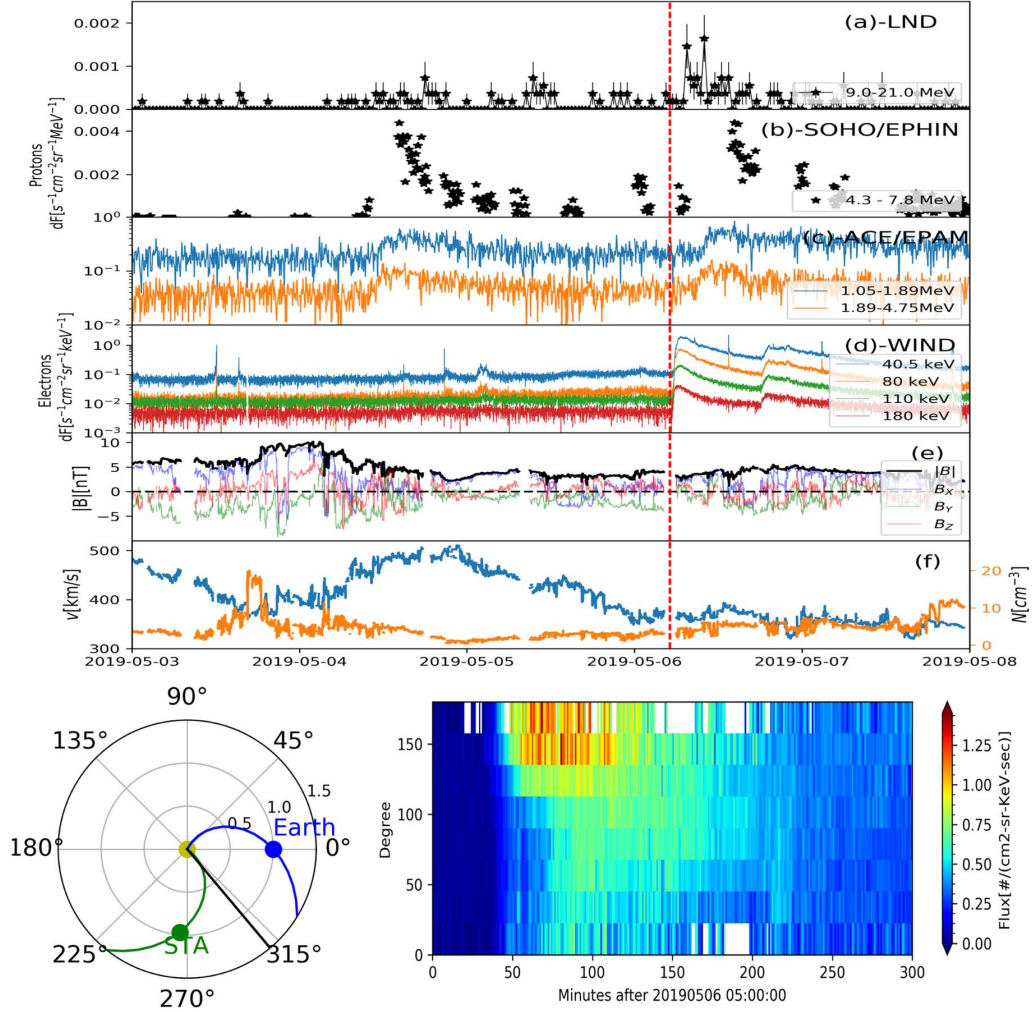 (a)-LND
0.002
0.001
0.000
9.0-21.0 MeV
(b)-SOHO/EPHIN
Protons
dF[s⁻¹cm⁻²sr⁻¹MeV⁻¹]
0.004
0.002
4.3 - 7.8 MeV
10⁰
(c)-ACE/EPAM
10⁻¹
1.05-1.89MeV
1.89-4.75MeV
10⁻²
(d)-WIND
Electrons
dF[s⁻¹cm⁻²sr⁻¹keV⁻¹]
10⁰
10⁻¹
10⁻²
10⁻³
40.5 keV
80 keV
110 keV
180 keV
(e)
|B|[nT]
10
5
0
−5
|B|
B_X
B_Y
B_Z
(f)
v[km/s]
500
400
300
N[cm⁻³]
20
10
0
2019-05-03 2019-05-04 2019-05-05 2019-05-06 2019-05-07 2019-05-08
90°
135° 45°
1.5
1.0
0.5
Earth
180° 0°
STA
225° 315°
270°
Degree
150
100
50
0
0 50 100 150 200 250 300
Minutes after 20190506 05:00:00
1.25
1.00
0.75
0.50
0.25
0.00
Flux[#/(cm2-sr-KeV-sec)]